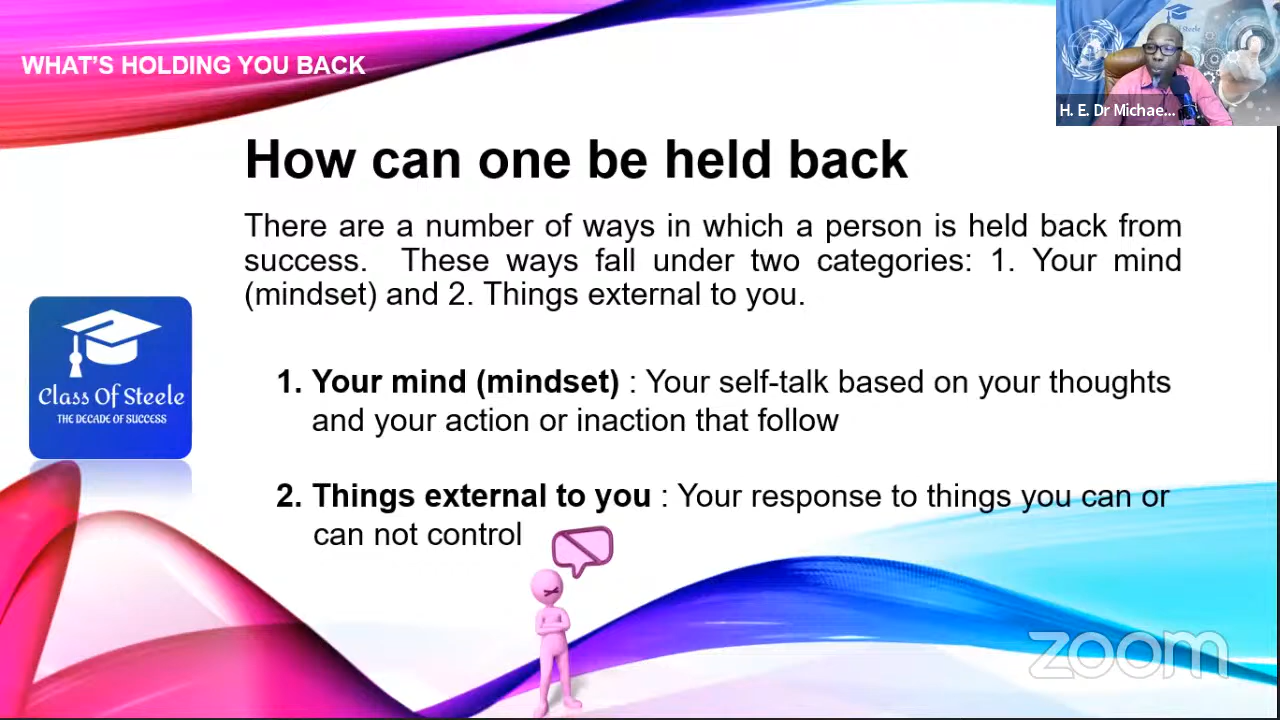 WHAT'S HOLDING YOU BACK
H. E. Dr Michae...
How can one be held back
There are a number of ways in which a person is held back from
success. These ways fall under two categories: 1. Your mind
(mindset) and 2. Things external to you.
1. Your mind (mindset) : Your self-talk based on your thoughts
and your action or inaction that follow
Class Of Steele
THE DECADE OF SUCCESS
2. Things external to you : Your response to things you can or
can not control
zoom